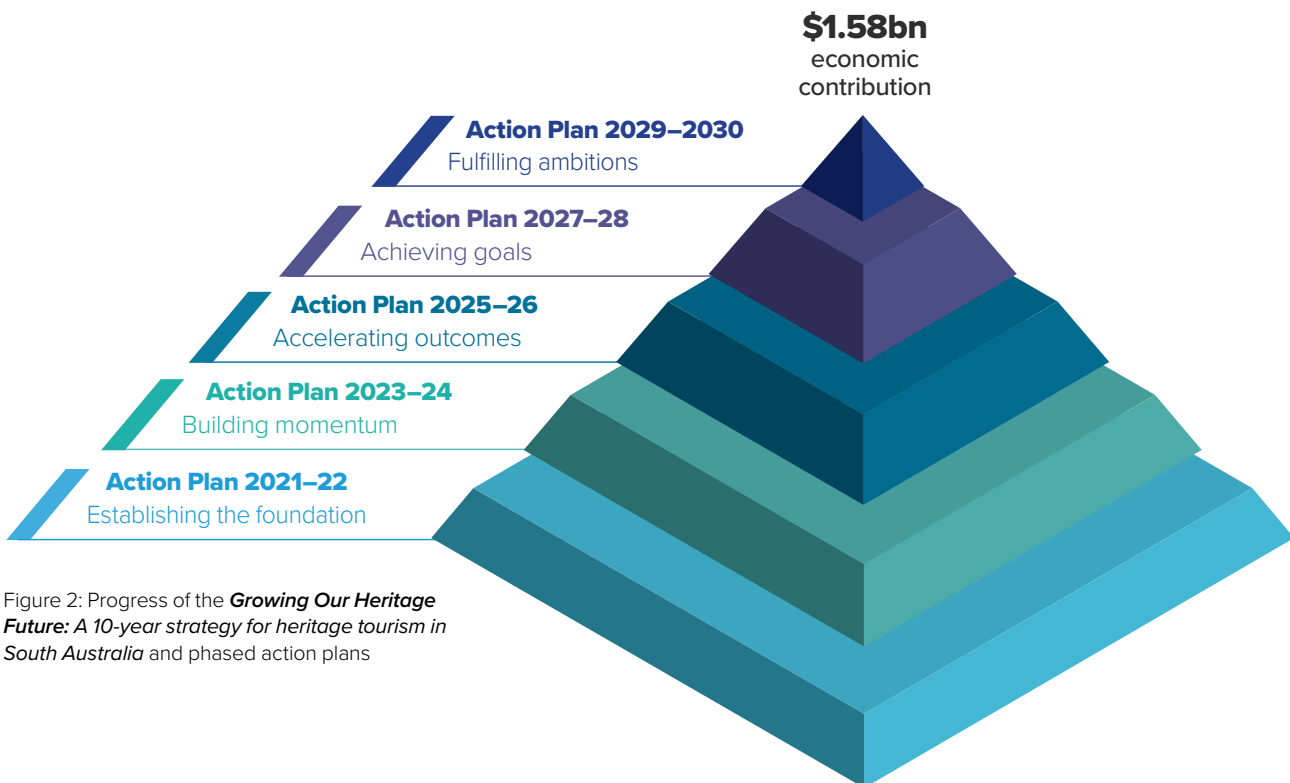 $1.58bn
economic
contribution
Action Plan 2029–2030
Fulfilling ambitions
Action Plan 2027–28
Achieving goals
Action Plan 2025–26
Accelerating outcomes
Action Plan 2023–24
Building momentum
Action Plan 2021–22
Establishing the foundation
Figure 2: Progress of the Growing Our Heritage
Future: A 10-year strategy for heritage tourism in
South Australia and phased action plans